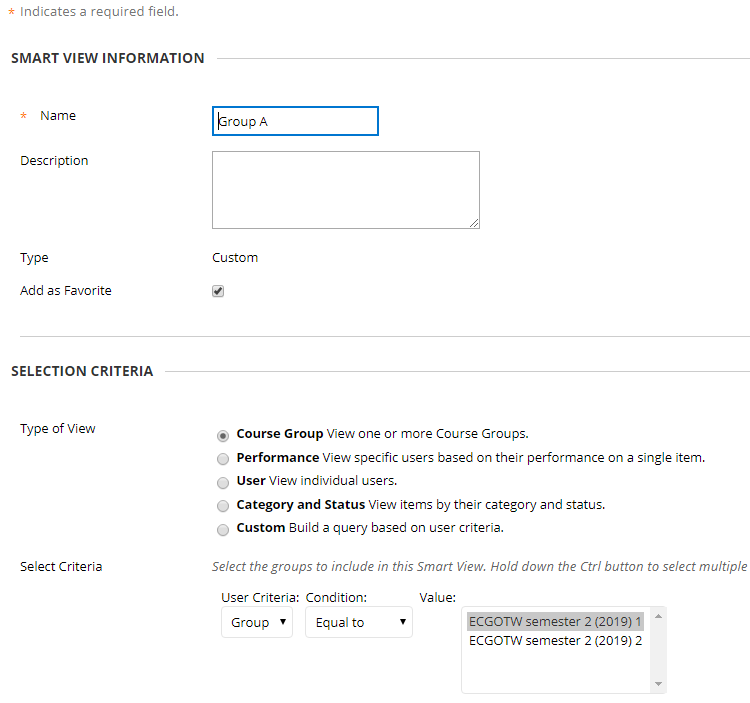 * Indicates a required field.
SMART VIEW INFORMATION
* Name
Group A
Description
Type Custom
Add as Favorite
SELECTION CRITERIA
Type of View
Course Group View one or more Course Groups.
Performance View specific users based on their performance on a single item.
User View individual users.
Category and Status View items by their category and status.
Custom Build a query based on user criteria.
Select Criteria
Select the groups to include in this Smart View. Hold down the Ctrl button to select multiple
User Criteria: Condition: Value:
Group Equal to
ECGOTW semester 2 (2019) 1
ECGOTW semester 2 (2019) 2